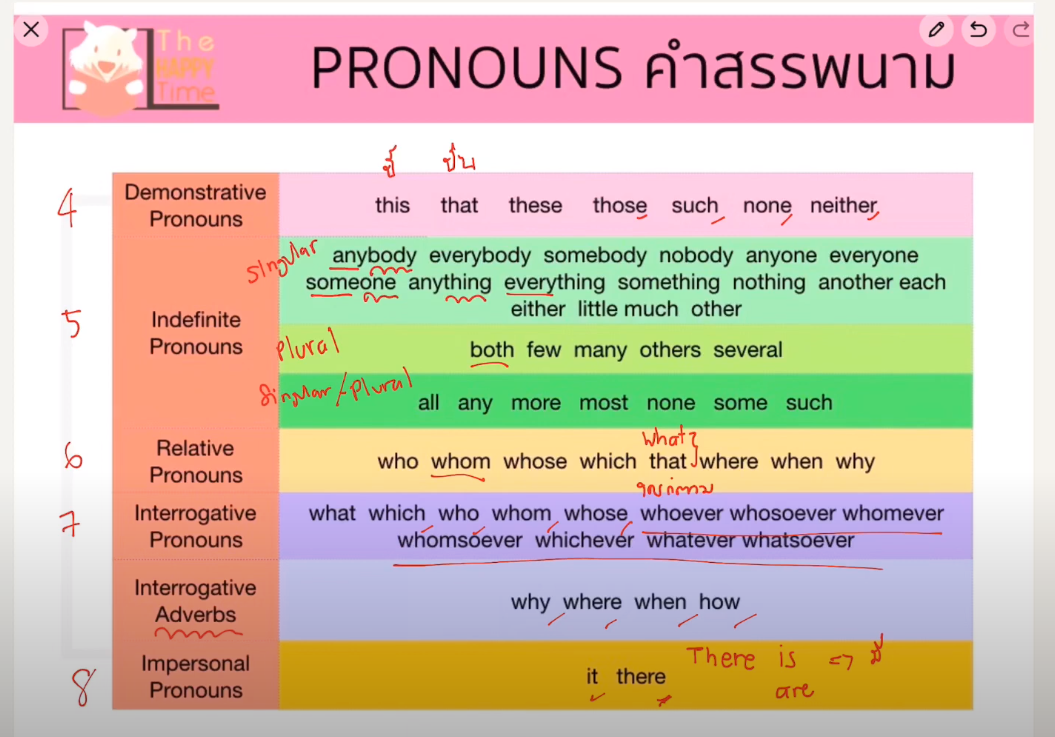 The
HAPPY
Time
PRONOUNS คำสรรพนาม
นี้ นั่น
4
Demonstrative
Pronouns
this that these those such none neither
5
Indefinite
Pronouns
Singular
anybody everybody somebody nobody anyone everyone
someone anything everything something nothing another each
either little much other
Plural
both few many others several
Singular/Plural
all any more most none some such
6
Relative
Pronouns
what
who whom whose which that where when why
7
Interrogative
Pronouns
what which who whom whose whoever whosoever whomever
whomsoever whichever whatever whatsoever
Interrogative
Adverbs
why where when how
8
Impersonal
Pronouns
it there
There is => มี
are